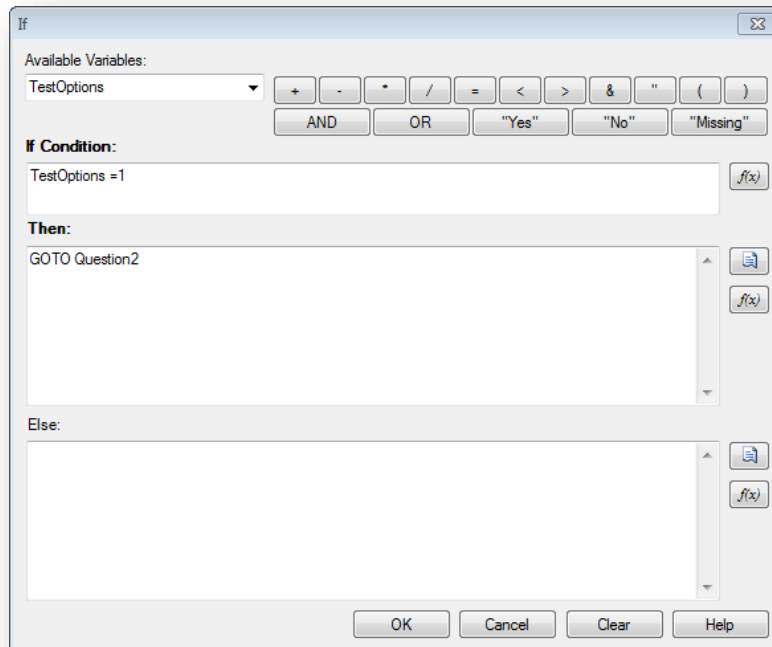 If
Available Variables:
TestOptions
+ - * / = < > & " ( )
AND OR "Yes" "No" "Missing"
If Condition:
TestOptions =1
f(x)
Then:
GOTO Question2
f(x)
Else:
f(x)
OK Cancel Clear Help